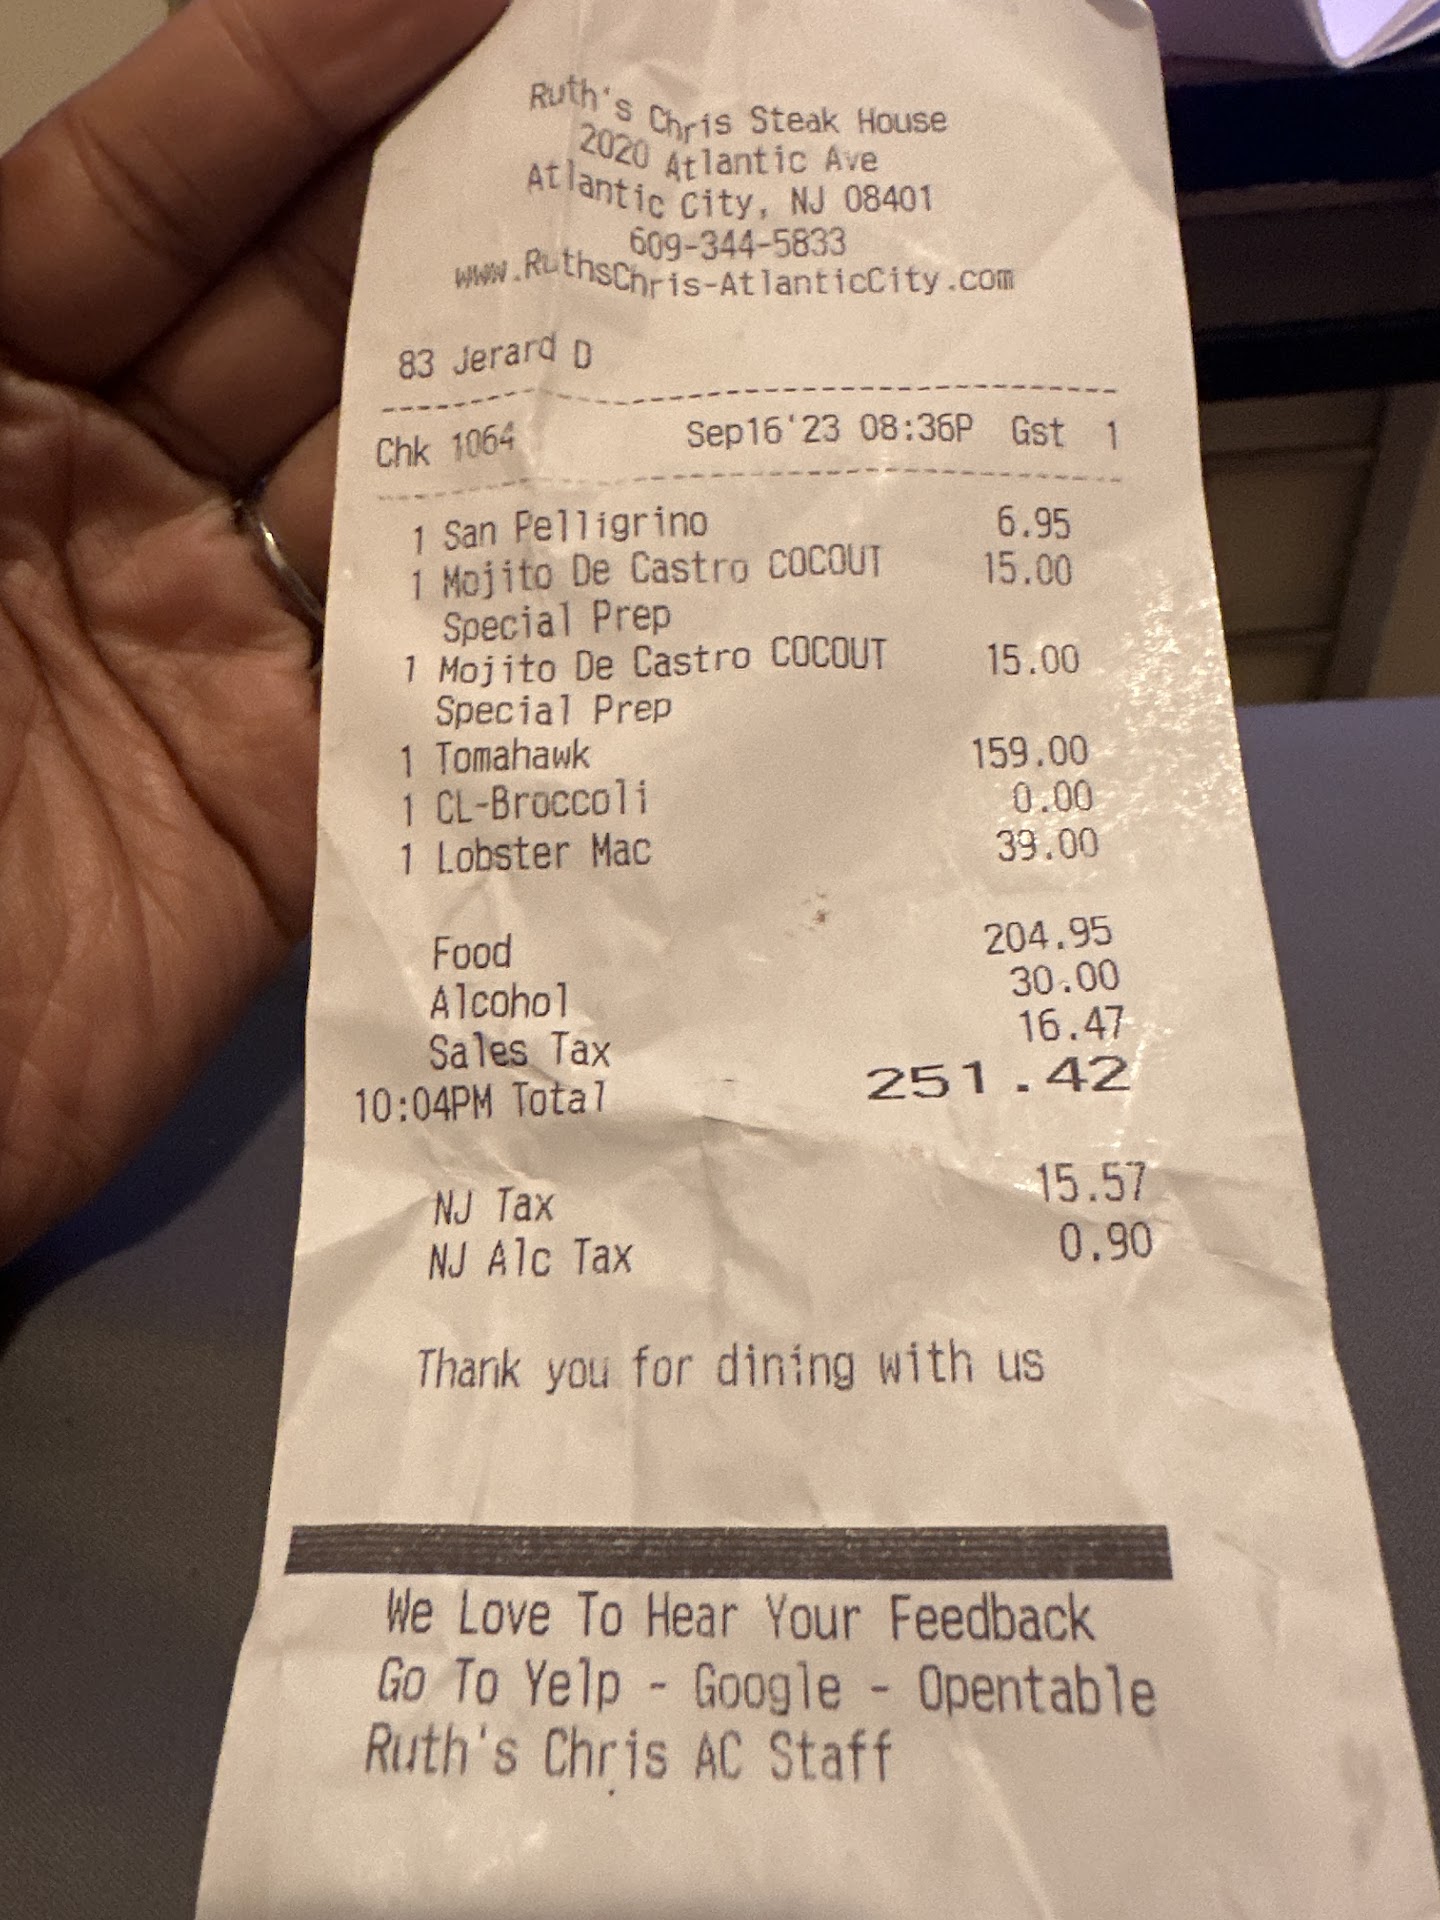 Ruth's Chris Steak House
2020 Atlantic Ave
Atlantic City, NJ 08401
609-344-5833
www.RuthsChris-AtlanticCity.com
83 Jerard D
Chk 1064 Sep16'23 08:36P Gst 1
1 San Pelligrino 6.95
1 Mojito De Castro COCOUT 15.00
Special Prep
1 Mojito De Castro COCOUT 15.00
Special Prep
1 Tomahawk 159.00
1 CL-Broccoli 0.00
1 Lobster Mac 39.00
Food 204.95
Alcohol 30.00
Sales Tax 16.47
10:04PM Total 251.42
NJ Tax 15.57
NJ Alc Tax 0.90
Thank you for dining with us
We Love To Hear Your Feedback
Go To Yelp - Google - Opentable
Ruth's Chris AC Staff